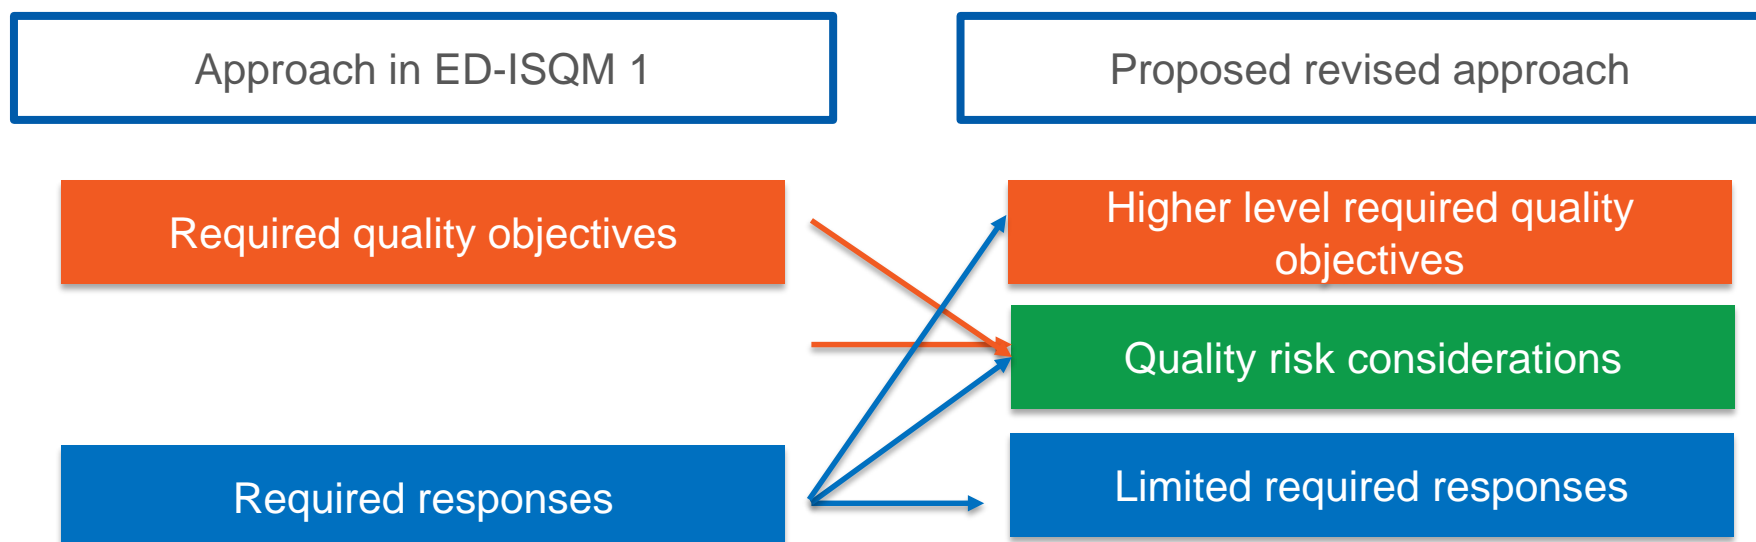 Approach in ED-ISQM 1
Proposed revised approach
Required quality objectives
Higher level required quality
objectives
Quality risk considerations
Required responses
Limited required responses